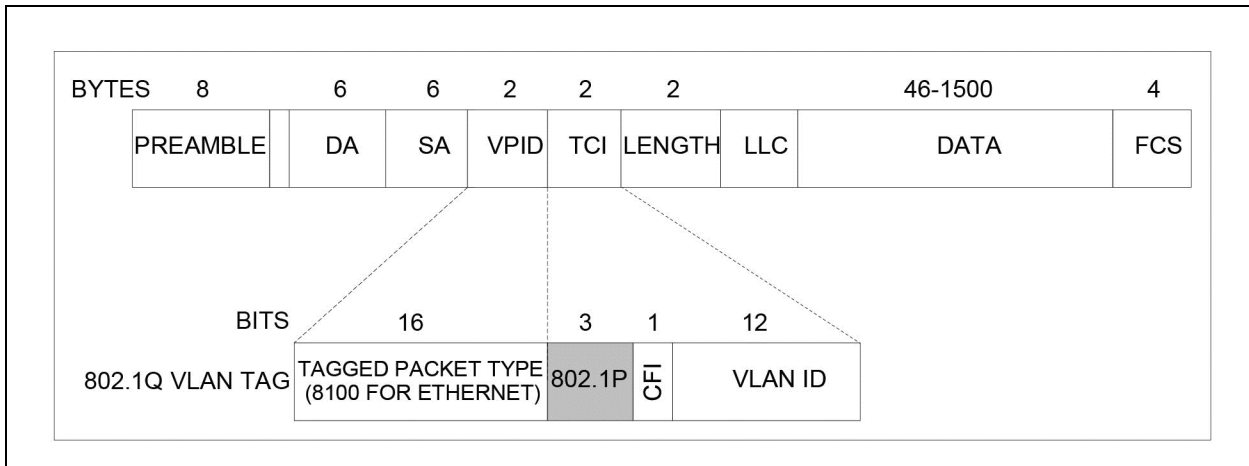 BYTES 8 6 6 2 2 2 46-1500 4
PREAMBLE DA SA VPID TCI LENGTH LLC DATA FCS
BITS 16 3 1 12
802.1Q VLAN TAG TAGGED PACKET TYPE (8100 FOR ETHERNET) 802.1P CFI VLAN ID